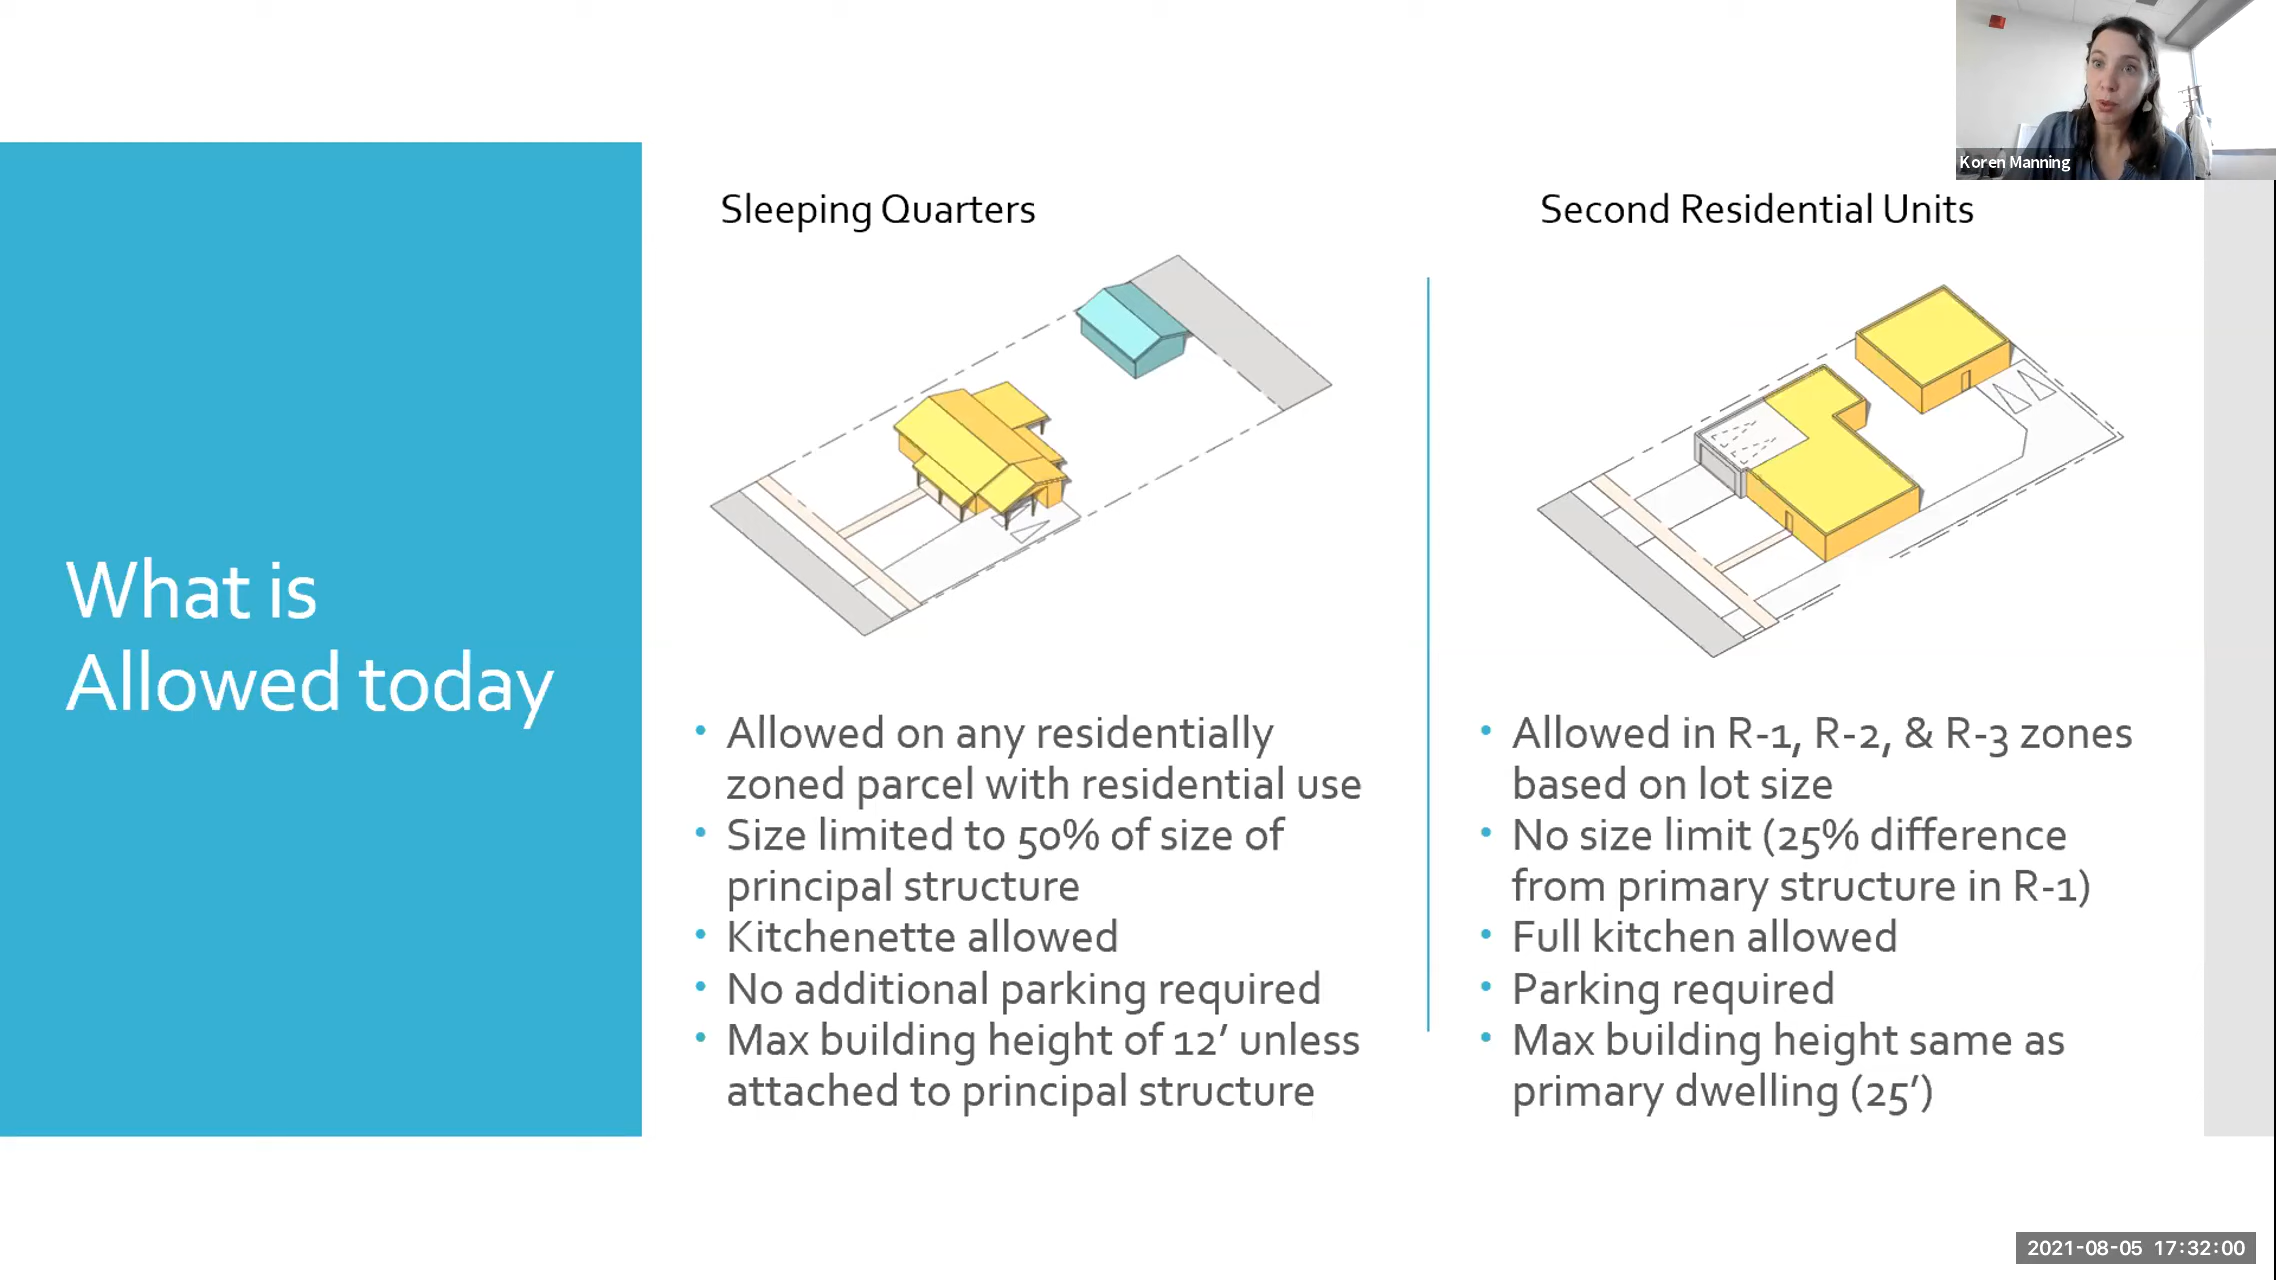 Koren Manning
What is
Allowed today
Sleeping Quarters
• Allowed on any residentially
zoned parcel with residential use
• Size limited to 50% of size of
principal structure
• Kitchenette allowed
• No additional parking required
• Max building height of 12’ unless
attached to principal structure
Second Residential Units
• Allowed in R-1, R-2, & R-3 zones
based on lot size
• No size limit (25% difference
from primary structure in R-1)
• Full kitchen allowed
• Parking required
• Max building height same as
primary dwelling (25’)
2021-08-05 17:32:00